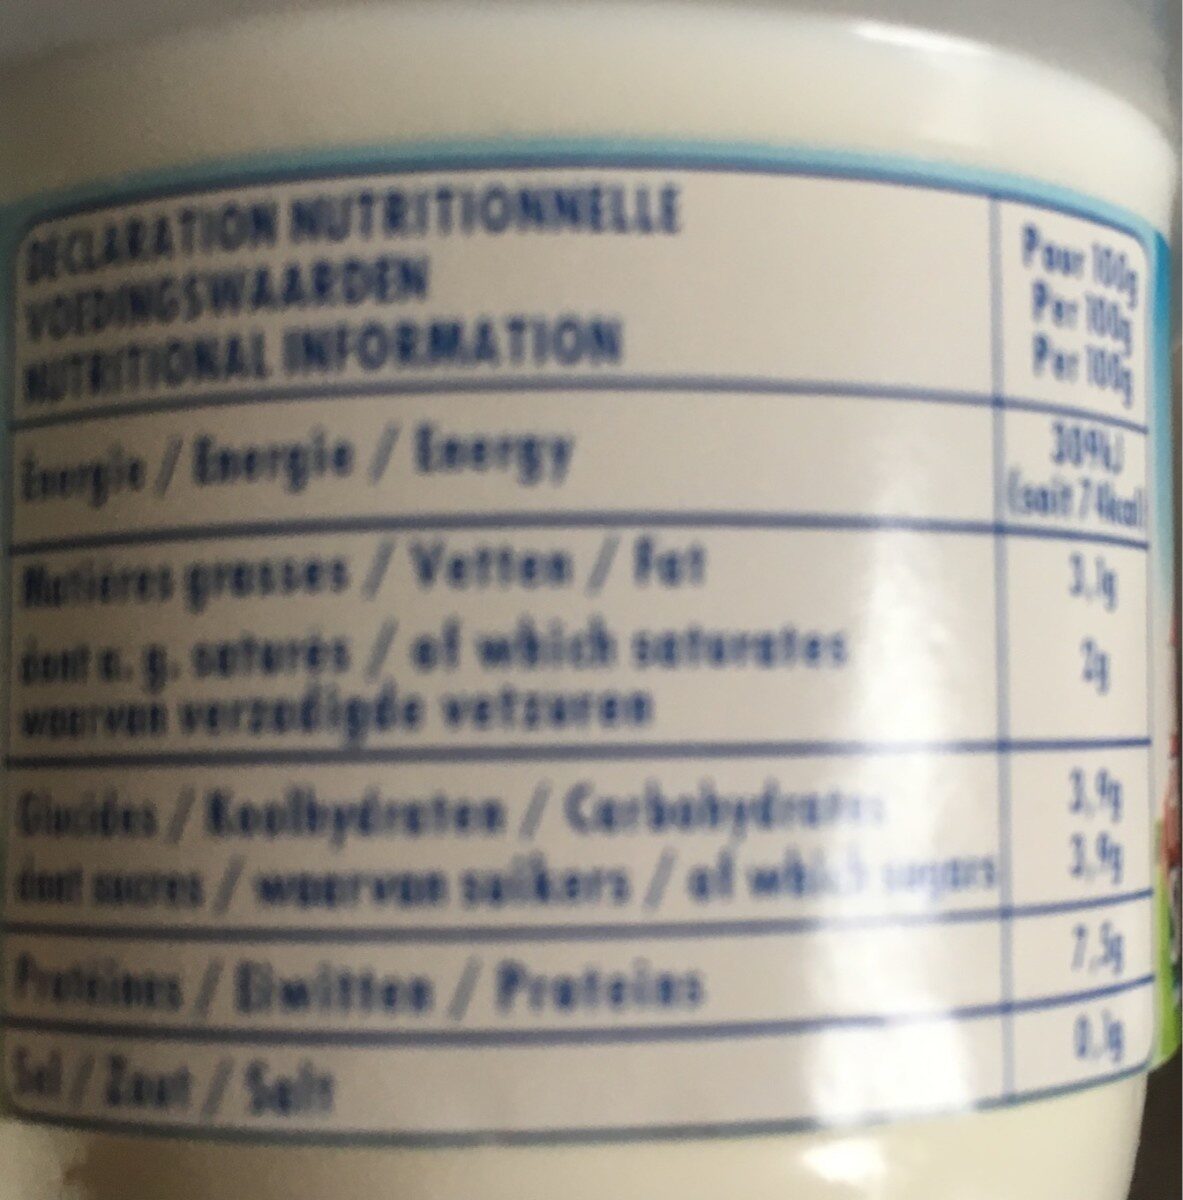 DECLARATION NUTRITIONNELLE
VOEDINGSWAARDEN
NUTRITIONAL INFORMATION
Pour 100g
Per 100g
Per 100g
Energie / Energie / Energy
309kJ
(soit 74kcal)
Matières grasses / Vetten / Fat
3,1g
dont a. g. saturés / of which saturates
2g
waarvan verzadigde vetzuren
Glucides / Koolhydraten / Carbohydrates
3,9g
dont sucres / waarvan suikers / of which sugars
3,9g
Protéines / Eiwitten / Proteins
7,5g
Sel / Zout / Salt
0,1g